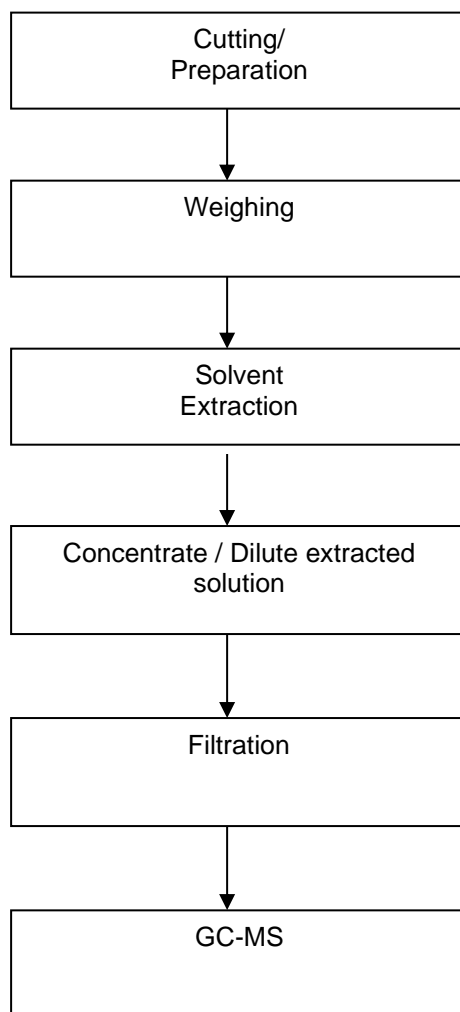 Cutting/
Preparation
Weighing
Solvent
Extraction
Concentrate / Dilute extracted
solution
Filtration
GC-MS